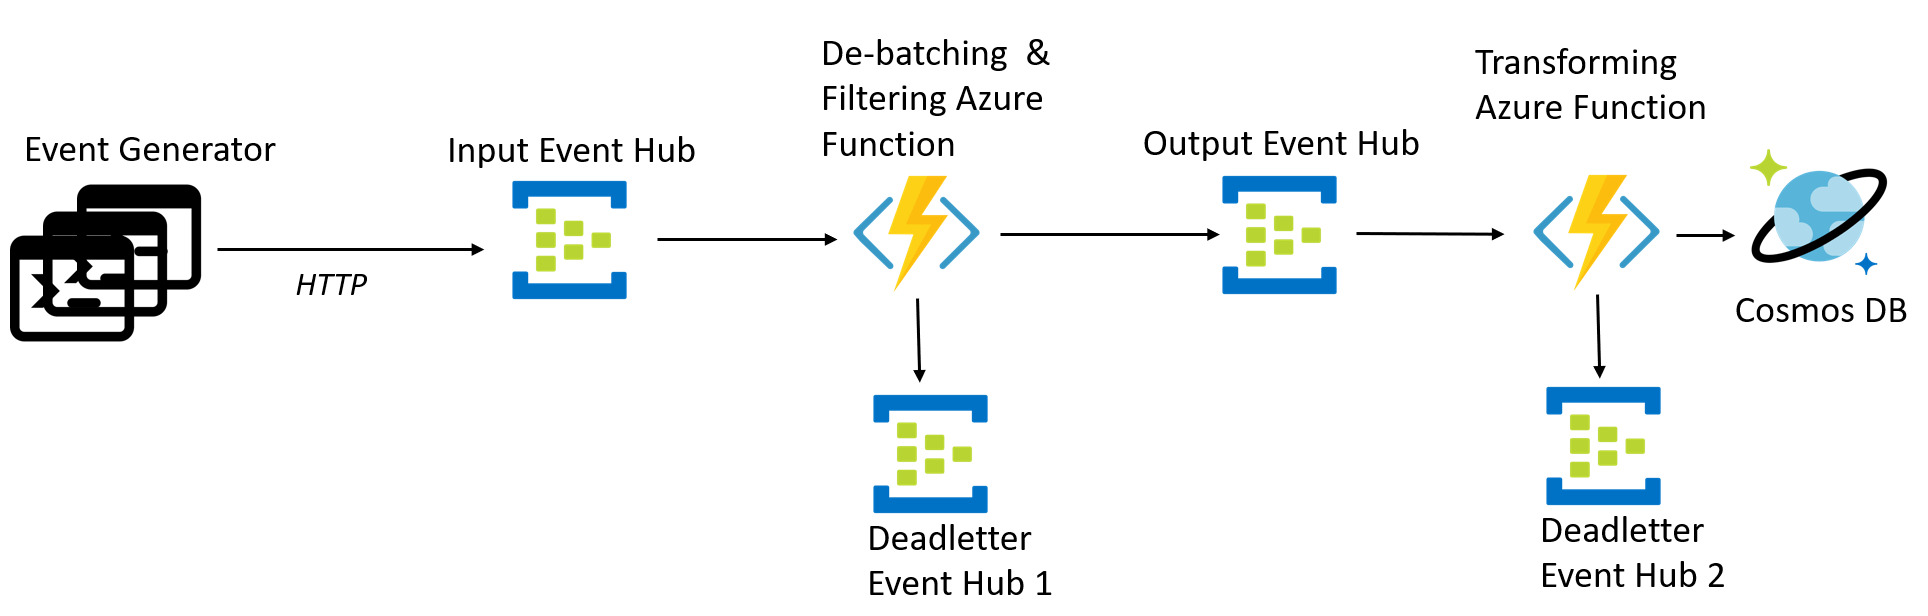 Event Generator
HTTP
Input Event Hub
De-batching &
Filtering Azure
Function
Output Event Hub
Transforming
Azure Function
Cosmos DB
Deadletter
Event Hub 1
Deadletter
Event Hub 2